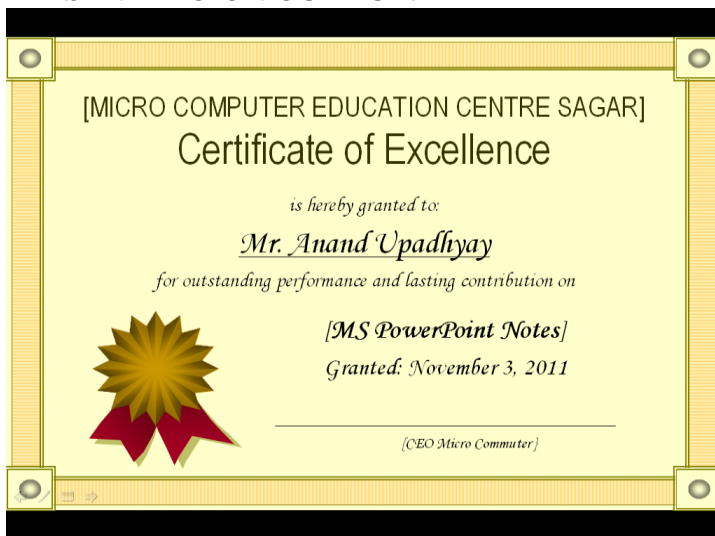 [MICRO COMPUTER EDUCATION CENTRE SAGAR]
Certificate of Excellence
is hereby granted to:
Mr. Anand Upadhyay
for outstanding performance and lasting contribution on
[MS PowerPoint Notes]
Granted: November 3, 2011
[CEO Micro Commuter]